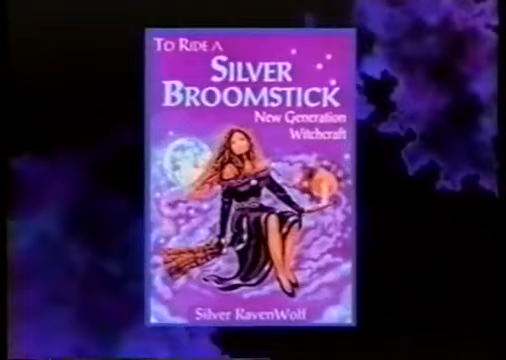 TO RIDE A
SILVER
BROOMSTICK
New Generation
Witchcraft
Silver RavenWolf